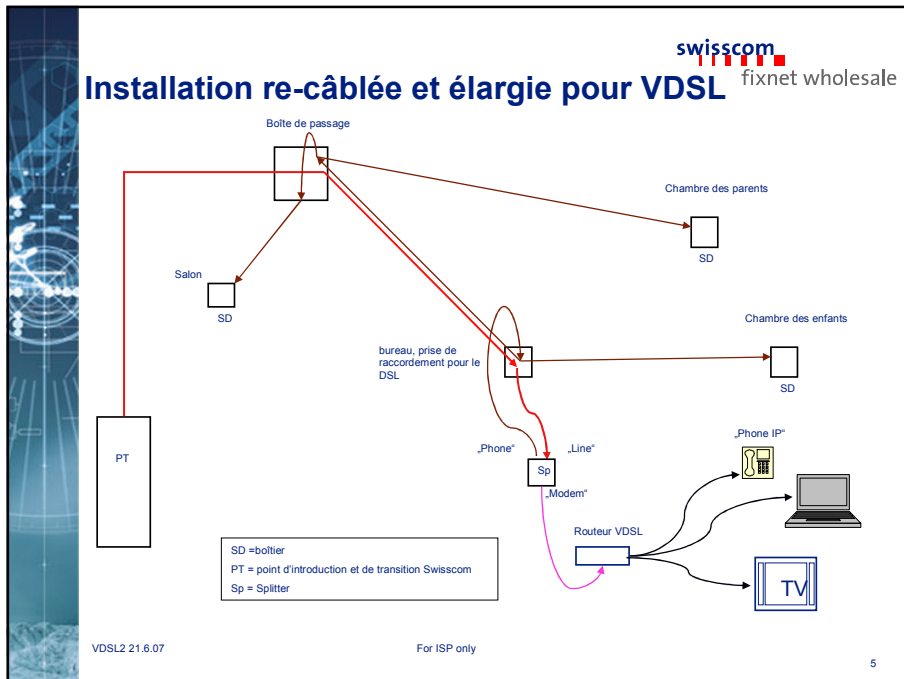 swisscom
fixnet wholesale
Installation re-câblée et élargie pour VDSL
Boîte de passage
Chambre des parents
SD
Salon
SD
Chambre des enfants
bureau, prise de
raccordement pour le
DSL
SD
PT
„Phone“
„Line“
„Phone IP“
Sp
„Modem“
Routeur VDSL
SD =boîtier
PT = point d'introduction et de transition Swisscom
Sp = Splitter
TV
VDSL2 21.6.07
For ISP only
5